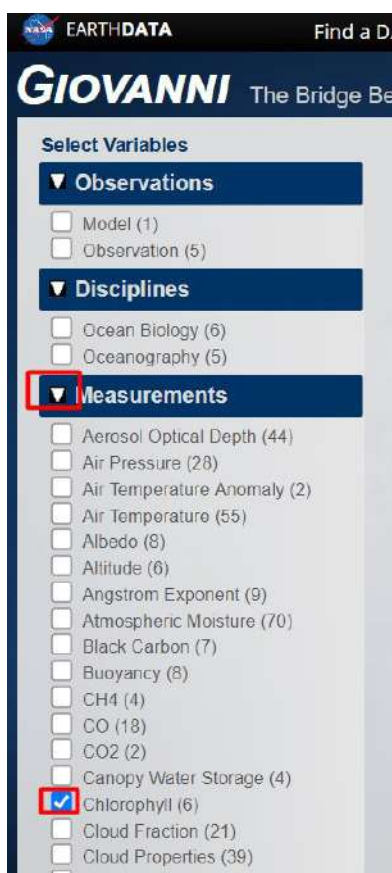 NASA
EARTHDATA
Find a D
GIOVANNI The Bridge Be
Select Variables
Observations
Model (1)
Observation (5)
Disciplines
Ocean Biology (6)
Oceanography (5)
Measurements
Aerosol Optical Depth (44)
Air Pressure (28)
Air Temperature Anomaly (2)
Air Temperature (55)
Albedo (8)
Altitude (6)
Angstrom Exponent (9)
Atmospheric Moisture (70)
Black Carbon (7)
Buoyancy (8)
CH4 (4)
CO (18)
CO2 (2)
Canopy Water Storage (4)
Chlorophyll (6)
Cloud Fraction (21)
Cloud Properties (39)